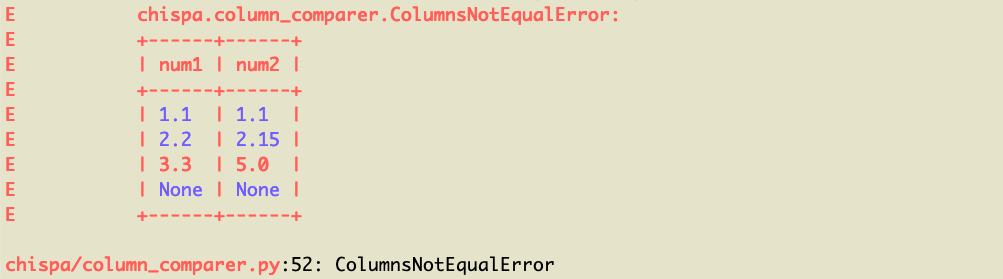 E          chispa.column_comparer.ColumnsNotEqualError:
E          +------+------+
E          | num1 | num2 |
E          +------+------+
E          | 1.1  | 1.1  |
E          | 2.2  | 2.15 |
E          | 3.3  | 5.0  |
E          | None | None |
E          +------+------+
chispa/column_comparer.py:52: ColumnsNotEqualError